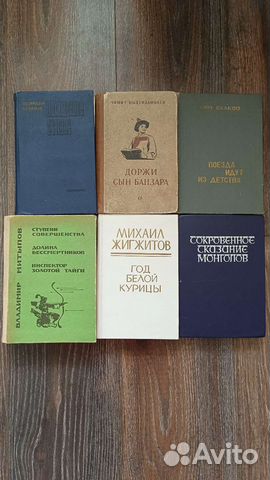 ЧИМИТ ЦЫДЕНДАМБАЕВ
ДОРЖИ
СЫН БАНЗАРА
ПОЕЗДА
ИДУТ
ИЗ ДЕТСТВА
ВЛАДИМИР МИТЫПОВ
СТУПЕНИ
СОВЕРШЕНСТВА
ДОЛИНА
БЕССМЕРТНИКОВ
ИНСПЕКТОР
ЗОЛОТОЙ ТАЙГИ
МИХАИЛ
ЖИГЖИТОВ
ГОД
БЕЛОЙ
КУРИЦЫ
СОКРОВЕННОЕ
СКАЗАНИЕ
МОНГОЛОВ
Avito